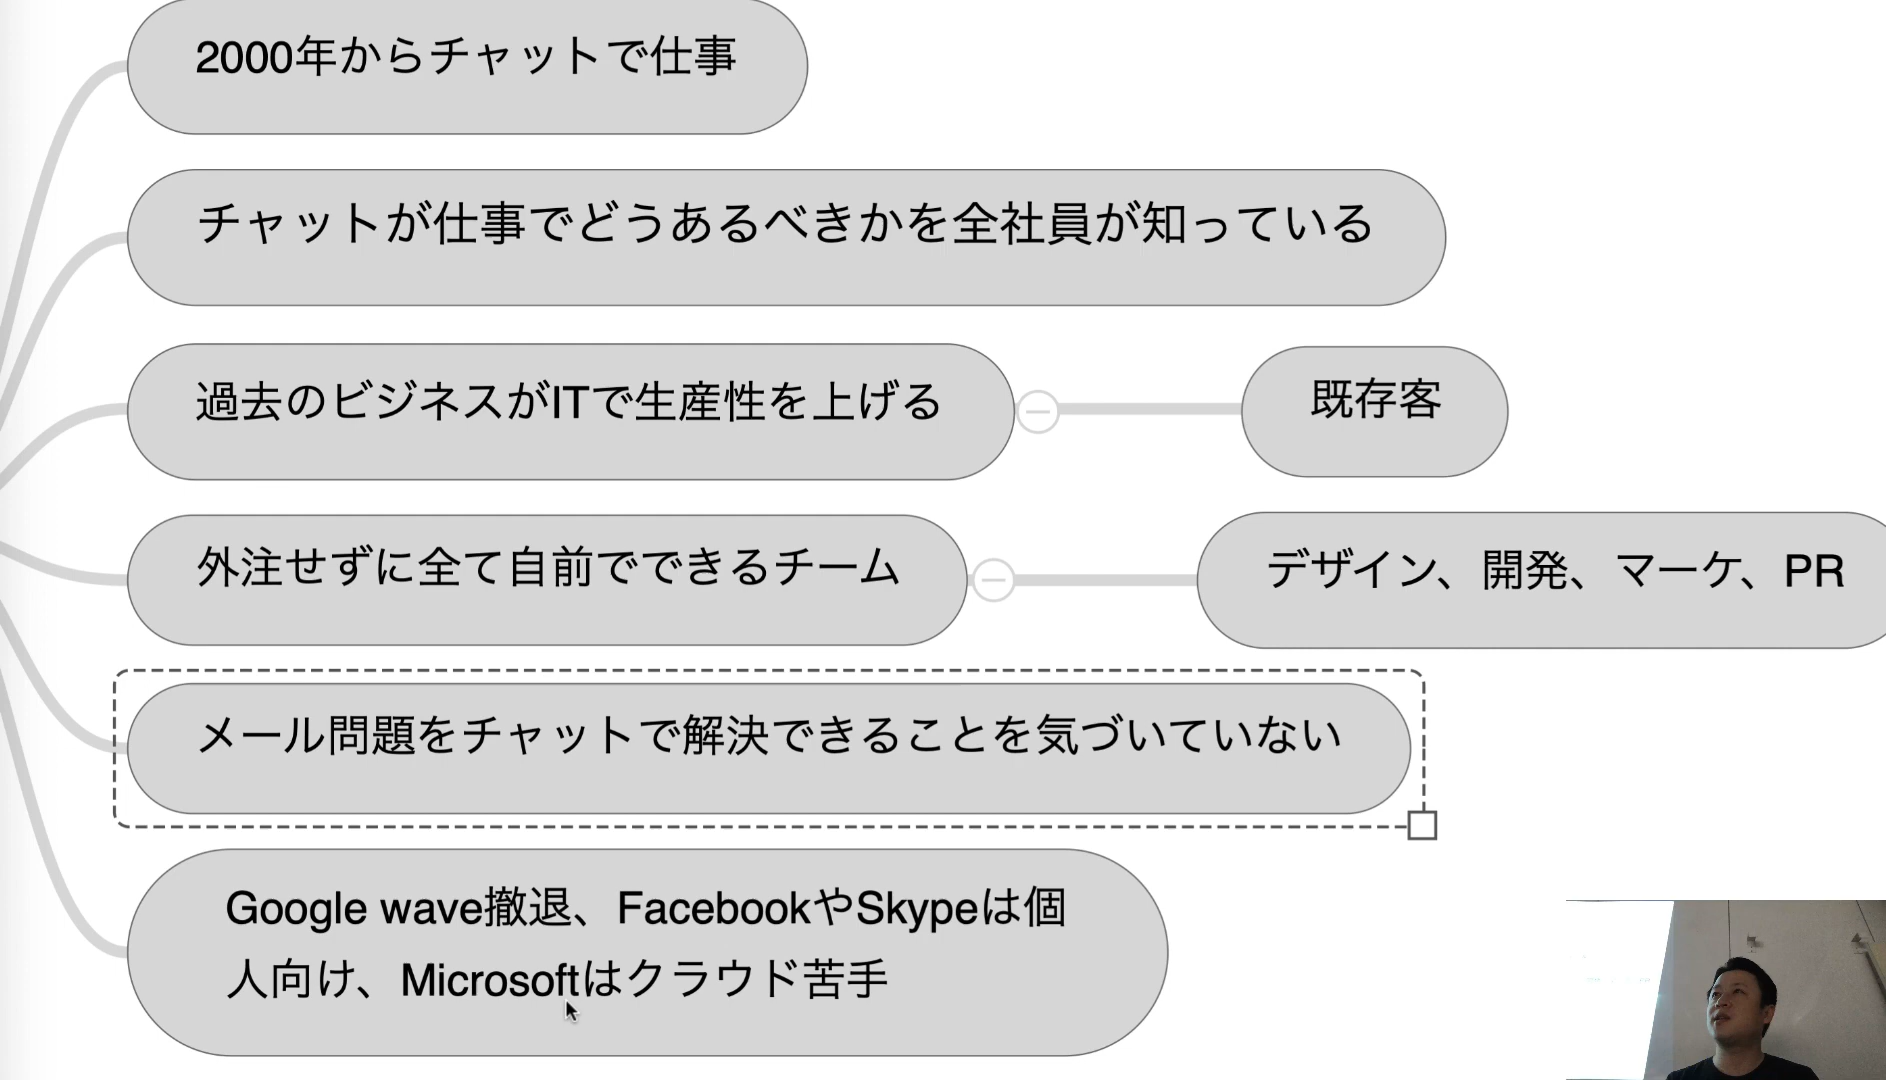 2000年からチャットで仕事
チャットが仕事でどうあるべきかを全社員が知っている
過去のビジネスがITで生産性を上げる
既存客
外注せずに全て自前でできるチーム
デザイン、開発、マーケ、PR
メール問題をチャットで解決できることを気づいていない
Google wave撤退、FacebookやSkypeは個
人向け、Microsoftはクラウド苦手